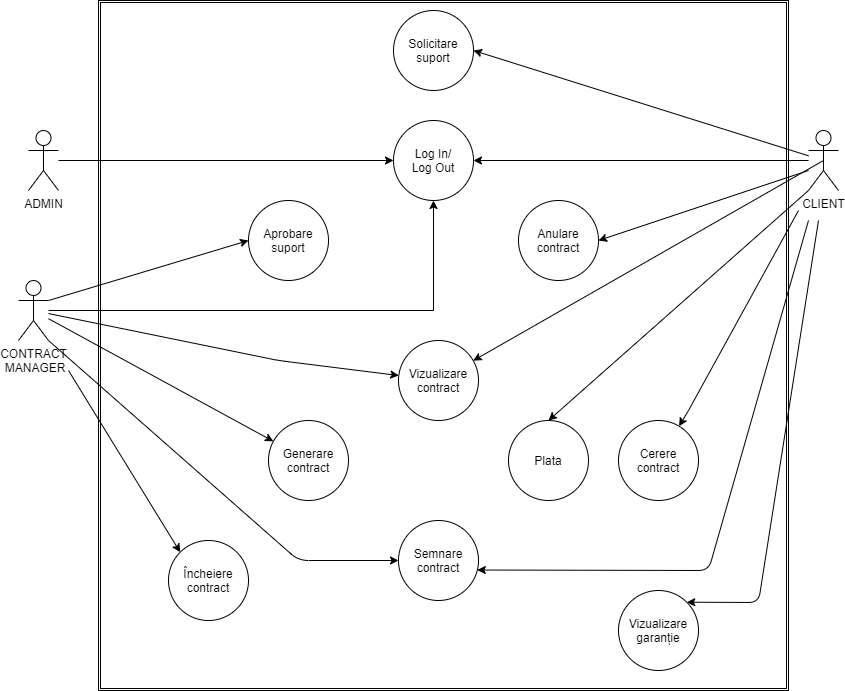 Solicitare
suport
Log In/
Log Out
ADMIN
CLIENT
Aprobare
suport
Anulare
contract
CONTRACT
MANAGER
Vizualizare
contract
Generare
contract
Plata
Cerere
contract
Semnare
contract
Încheiere
contract
Vizualizare
garanție